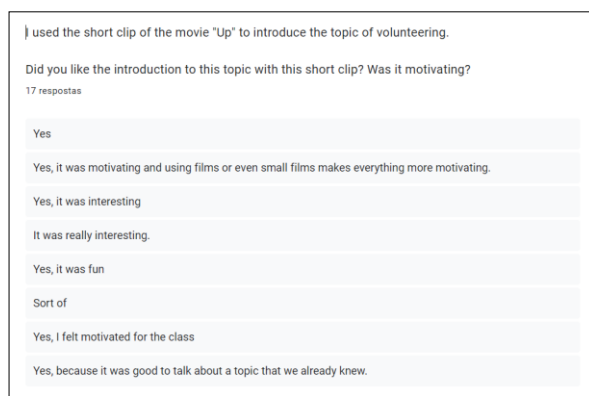 I used the short clip of the movie "Up" to introduce the topic of volunteering.
Did you like the introduction to this topic with this short clip? Was it motivating?
17 respostas
Yes
Yes, it was motivating and using films or even small films makes everything more motivating.
Yes, it was interesting
It was really interesting.
Yes, it was fun
Sort of
Yes, I felt motivated for the class
Yes, because it was good to talk about a topic that we already knew.